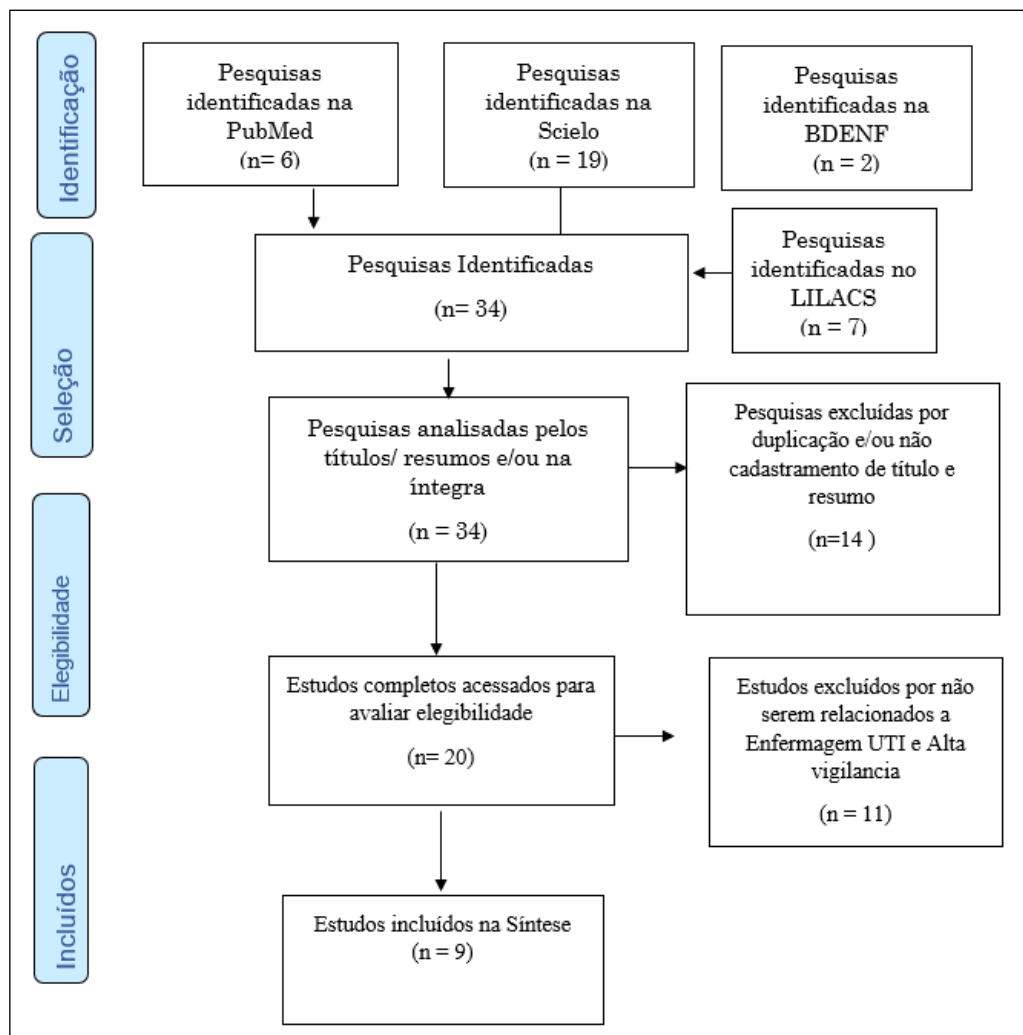 Identificação
Pesquisas
identificadas na
PubMed
(n= 6)
Pesquisas
identificadas na
Scielo
(n = 19)
Pesquisas
identificadas na
BDENF
(n = 2)
Seleção
Pesquisas Identificadas
(n= 34)
Pesquisas
identificadas no
LILACS
(n = 7)
Pesquisas analisadas pelos
títulos/ resumos e/ou na
íntegra
(n = 34)
Pesquisas excluídas por
duplicação e/ou não
cadastramento de título e
resumo
(n=14 )
Elegibilidade
Estudos completos acessados para
avaliar elegibilidade
(n= 20)
Estudos excluídos por não
serem relacionados a
Enfermagem UTI e Alta
vigilancia
(n = 11)
Incluídos
Estudos incluídos na Síntese
(n = 9)